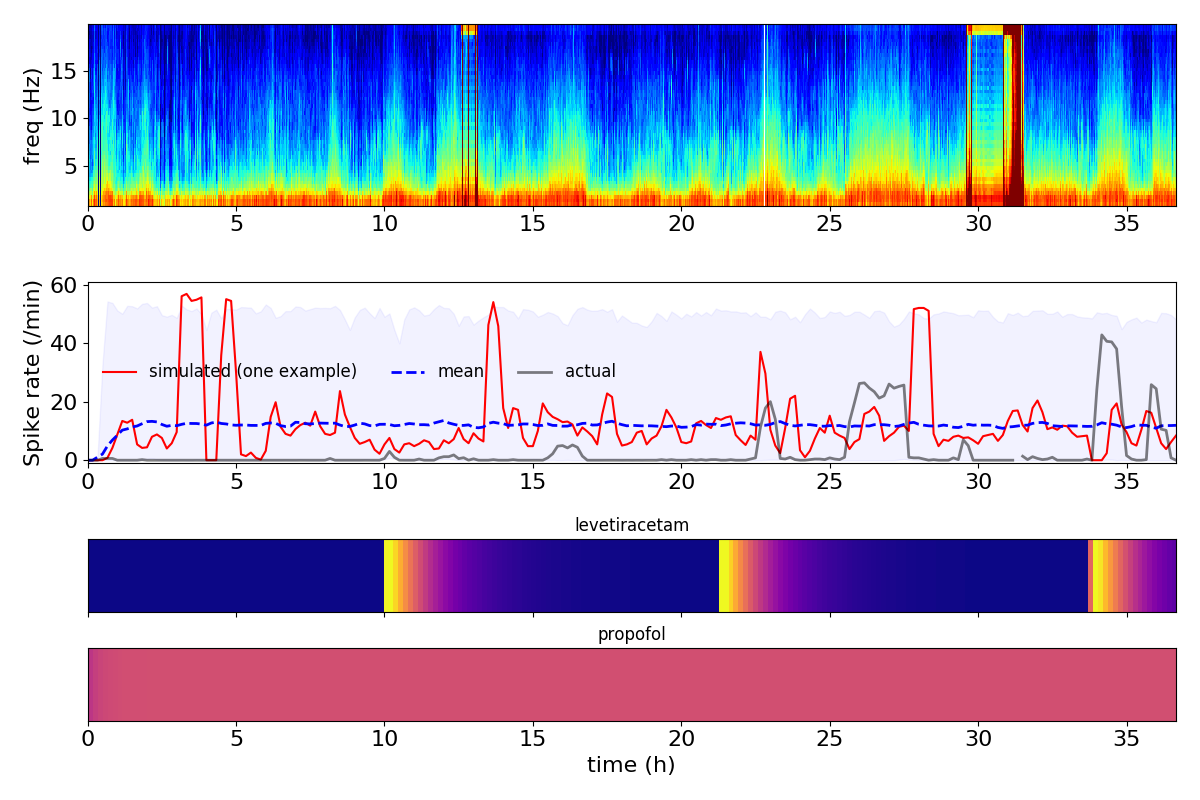 freq (Hz)
15
10
5
0 5 10 15 20 25 30 35
Spike rate (/min)
60
40
20
0
simulated (one example) mean actual
0 5 10 15 20 25 30 35
levetiracetam
propofol
0 5 10 15 20 25 30 35
time (h)